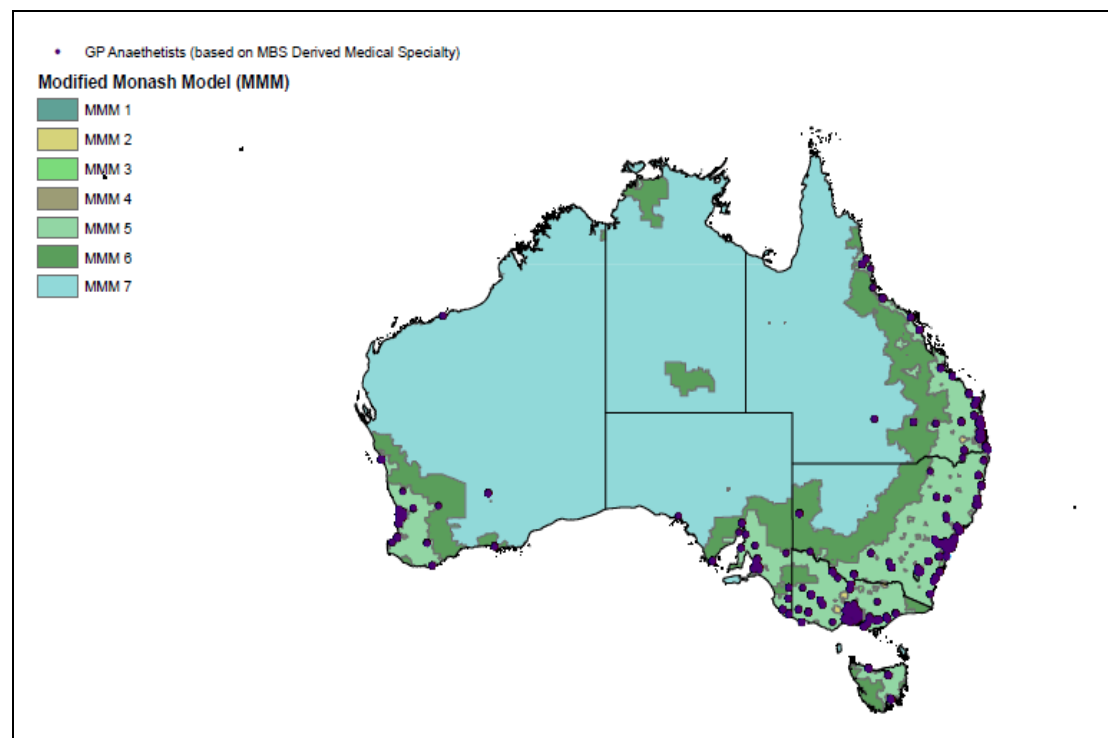 GP Anaethetists (based on MBS Derived Medical Specialty)
Modified Monash Model (MMM)
MMM 1
MMM 2
MMM 3
MMM 4
MMM 5
MMM 6
MMM 7